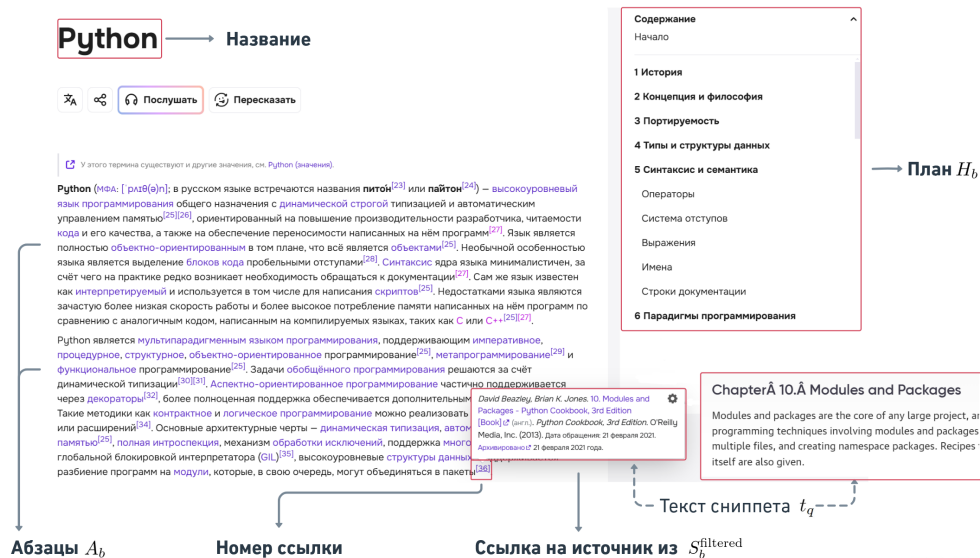 Python
Название
Послушать
Пересказать
У этого термина существуют и другие значения, см. Python (значения).
Python (МФА: [ˈpʌɪθ(ə)n]; в русском языке встречаются названия пито́н[23] или па́йтон[24]) — высокоуровневый
язык программирования общего назначения с динамической строгой типизацией и автоматическим
управлением памятью[25][26], ориентированный на повышение производительности разработчика, читаемости
кода и его качества, а также на обеспечение переносимости написанных на нём программ[27]. Язык является
полностью объектно-ориентированным в том плане, что всё является объектами[25]. Необычной особенностью
языка является выделение блоков кода пробельными отступами[28]. Синтаксис ядра языка минималистичен, за
счёт чего на практике редко возникает необходимость обращаться к документации[27]. Сам же язык известен
как интерпретируемый и используется в том числе для написания скриптов[25]. Недостатками языка являются
зачастую более низкая скорость работы и более высокое потребление памяти написанных на нём программ по
сравнению с аналогичным кодом, написанным на компилируемых языках, таких как C или C++[25][27].
Python является мультипарадигменным языком программирования, поддерживающим императивное,
процедурное, структурное, объектно-ориентированное программирование[25], метапрограммирование[29] и
функциональное программирование[25]. Задачи обобщённого программирования решаются за счёт
динамической типизации[30][31]. Аспектно-ориентированное программирование частично поддерживается
через декораторы[32], более полноценная поддержка обеспечивается дополнительным
Такие методики как контрактное и логическое программирование можно реализовать
или расширений[34]. Основные архитектурные черты — динамическая типизация, автом
памятью[25], полная интроспекция, механизм обработки исключений, поддержка много
глобальной блокировкой интерпретатора (GIL)[35], высокоуровневые структуры данных
разбиение программ на модули, которые, в свою очередь, могут объединяться в пакеты[36]
David Beazley, Brian K. Jones. 10. Modules and
Packages - Python Cookbook, 3rd Edition
[Book] (англ.). Python Cookbook, 3rd Edition. O'Reilly
Media, Inc. (2013). Дата обращения: 21 февраля 2021.
Архивировано 21 февраля 2021 года.
Содержание
Начало
1 История
2 Концепция и философия
3 Портируемость
4 Типы и структуры данных
5 Синтаксис и семантика
Операторы
Система отступов
Выражения
Имена
Строки документации
6 Парадигмы программирования
План H_b
ChapterÂ 10.Â Modules and Packages
Modules and packages are the core of any large project, an
programming techniques involving modules and packages
multiple files, and creating namespace packages. Recipes
itself are also given.
Текст сниппета t_q
Абзацы A_b
Номер ссылки
Ссылка на источник из S_b^filtered